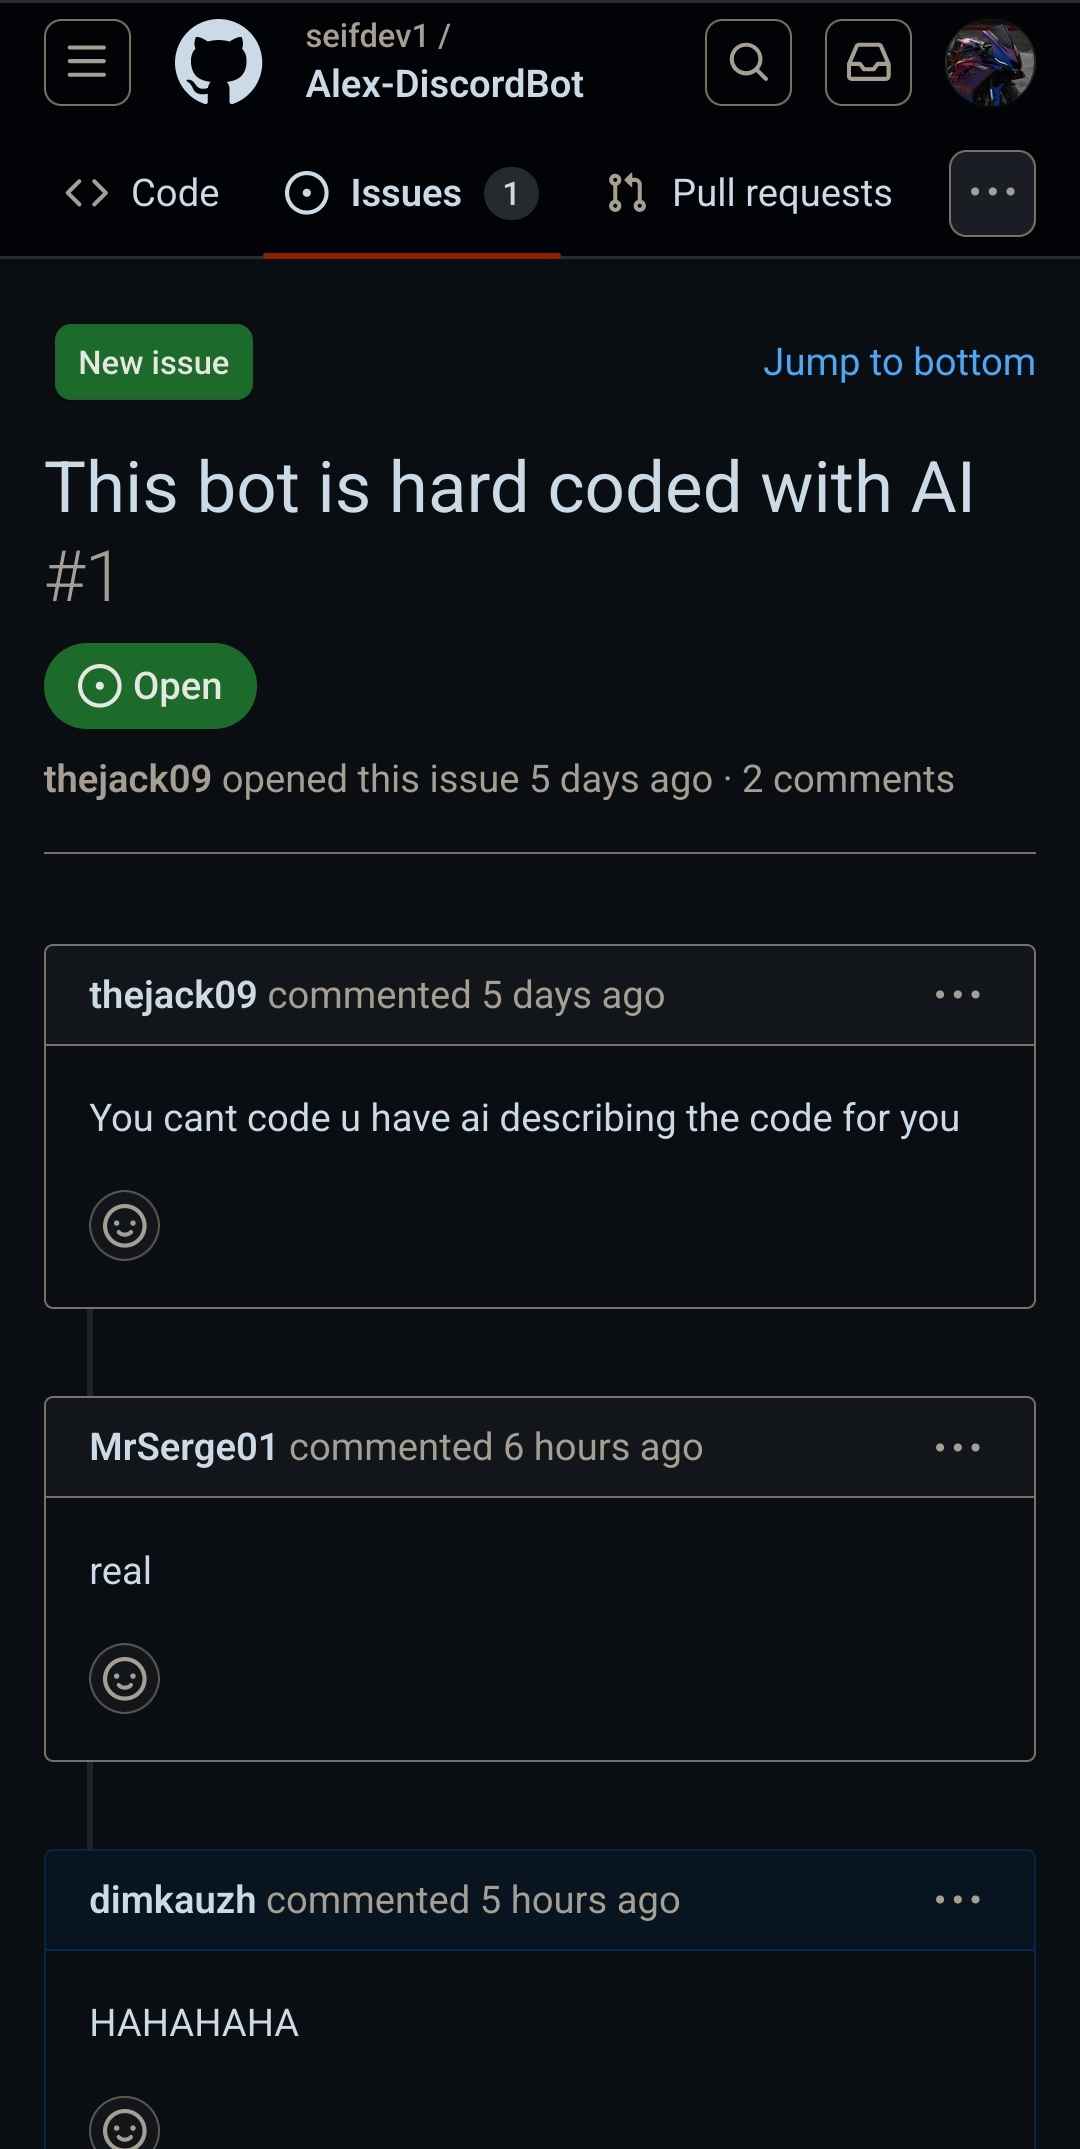 seifdev1 /
Alex-DiscordBot
Code
Issues 1
Pull requests
New issue
Jump to bottom
This bot is hard coded with AI
#1
Open
thejack09 opened this issue 5 days ago · 2 comments
thejack09 commented 5 days ago
You cant code u have ai describing the code for you
MrSerge01 commented 6 hours ago
real
dimkauzh commented 5 hours ago
HAHAHAHA